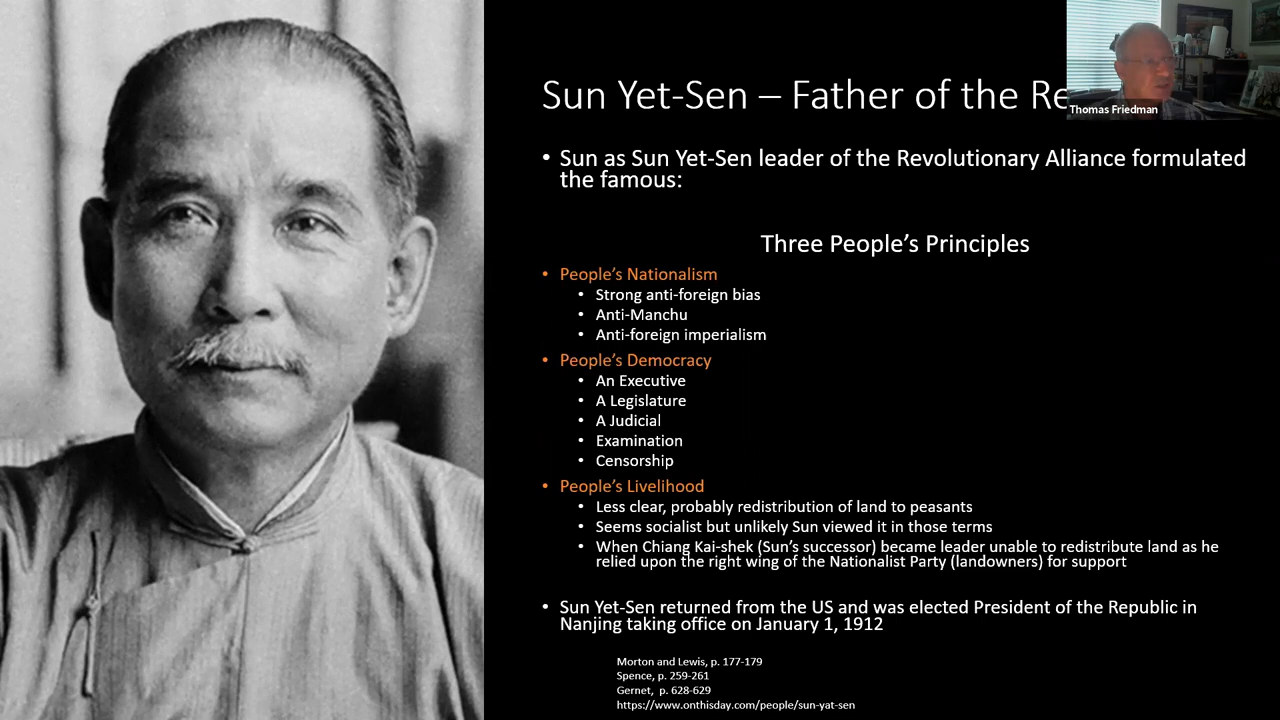 Sun Yet-Sen – Father of the Re
Thomas Friedman
• Sun as Sun Yet-Sen leader of the Revolutionary Alliance formulated
the famous:
Three People's Principles
• People's Nationalism
• Strong anti-foreign bias
• Anti-Manchu
• Anti-foreign imperialism
• People's Democracy
• An Executive
• A Legislature
• A Judicial
• Examination
• Censorship
• People's Livelihood
• Less clear, probably redistribution of land to peasants
• Seems socialist but unlikely Sun viewed it in those terms
• When Chiang Kai-shek (Sun's successor) became leader unable to redistribute land as he
relied upon the right wing of the Nationalist Party (landowners) for support
• Sun Yet-Sen returned from the US and was elected President of the Republic in
Nanjing taking office on January 1, 1912
Morton and Lewis, p. 177-179
Spence, p. 259-261
Gernet, p. 628-629
https://www.onthisday.com/people/sun-yat-sen